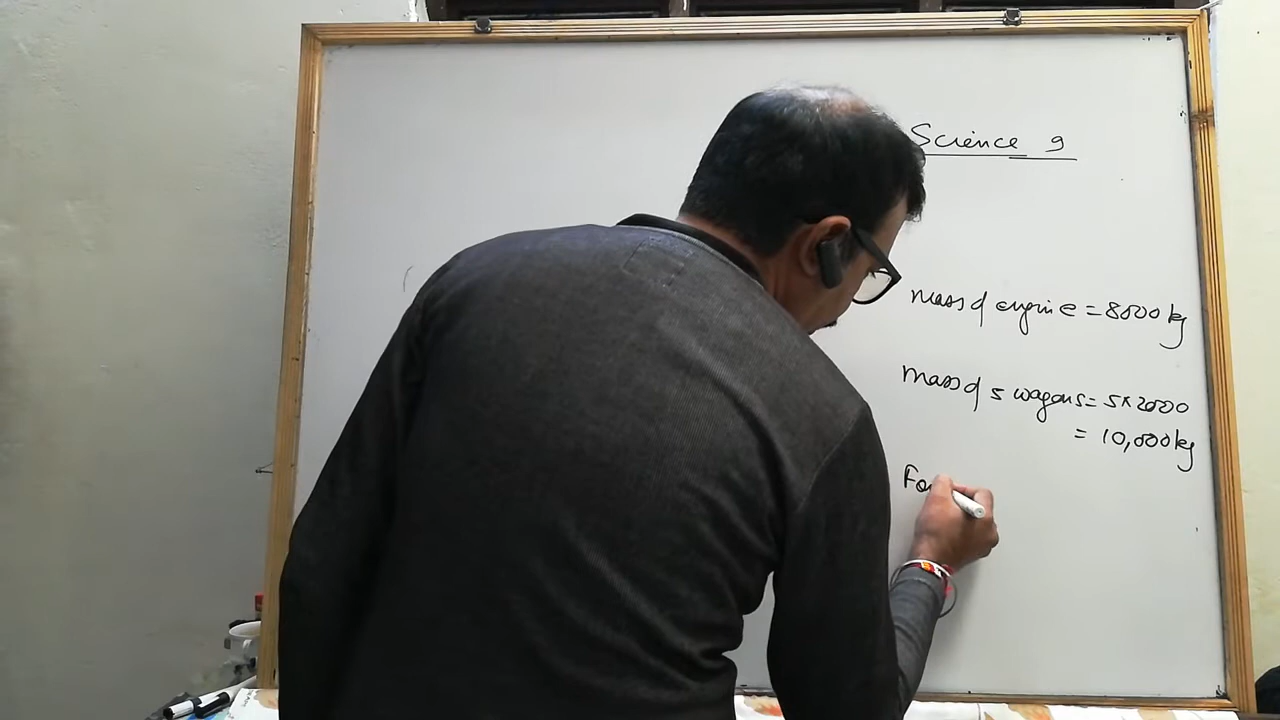 Science 9
mass of engine = 8000 kg
mass of 5 wagons = 5×2000
= 10,000 kg
Fo